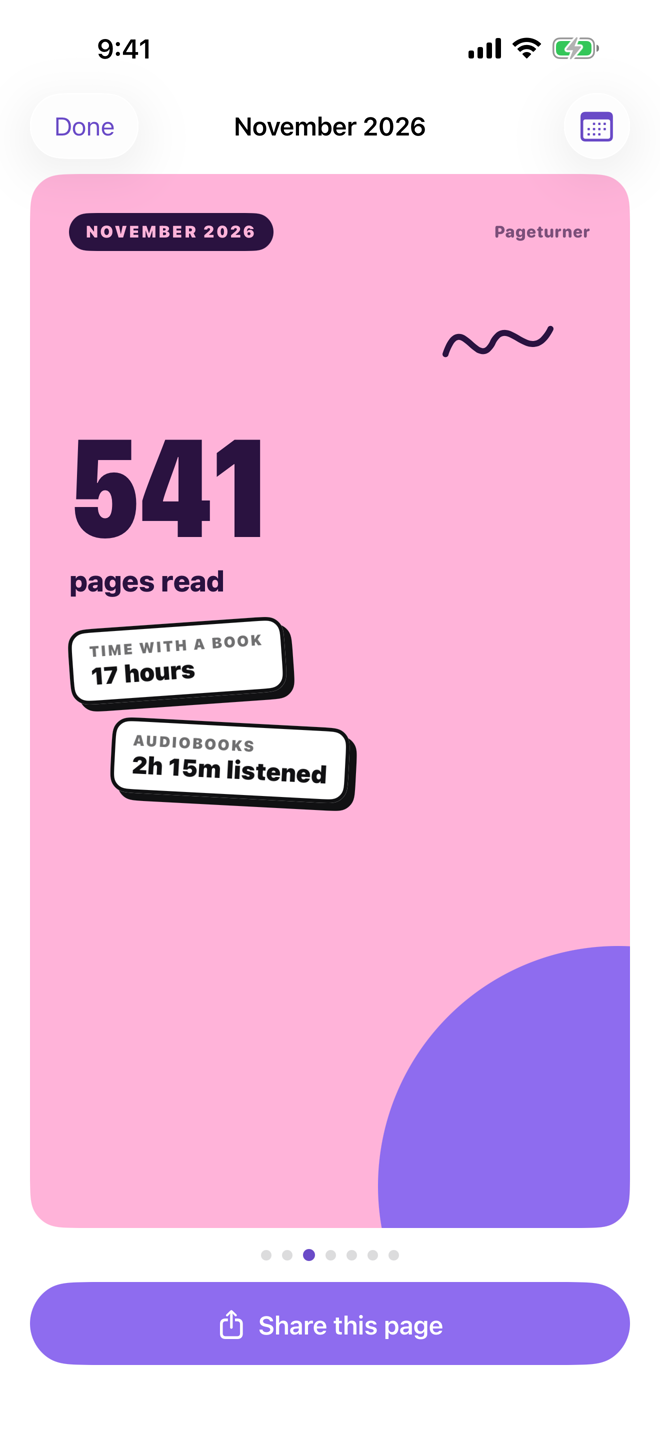 9:41
Done
November 2026
NOVEMBER 2026
Pageturner
541
pages read
TIME WITH A BOOK
17 hours
AUDIOBOOKS
2h 15m listened
Share this page